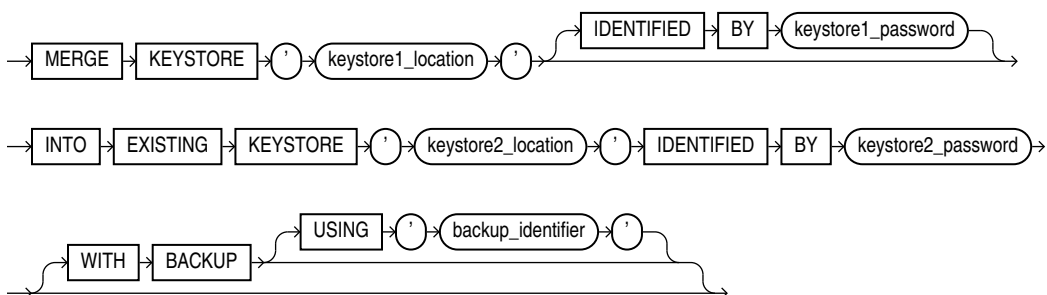 IDENTIFIED BY keystore1_password
MERGE KEYSTORE ' keystore1_location '
INTO EXISTING KEYSTORE ' keystore2_location ' IDENTIFIED BY keystore2_password
USING ' backup_identifier '
WITH BACKUP